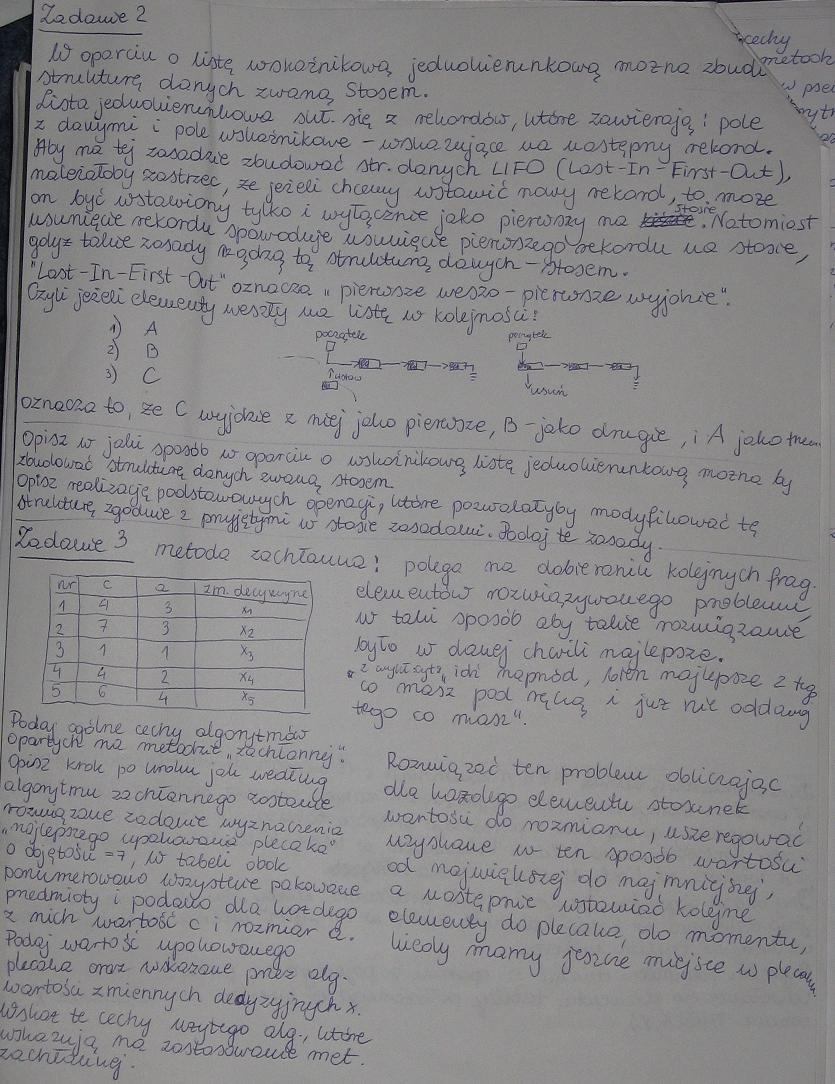 Zadanie 2
W oparciu o listę wskaźnikową jednokierunkową można zbud
strukturę danych zwaną Stosem.
Lista jednokierunkowa skł. się z rekordów, które zawierają: pole
z danymi i pole wskaźnikowe - wskazujące na następny rekord.
Aby na tej zasadzie zbudować str. danych LIFO (Last-In-First-Out),
należałoby zastrzec, że jeżeli chcemy wstawić nowy rekord, to może
on być wstawiony tylko i wyłącznie jako pierwszy na stosie. Natomiast
usunięcie rekordu spowoduje usunięcie pierwszego rekordu na stosie,
gdyż takie zasady rządzą tą strukturą danych - stosem.
"Last-In-First-Out" oznacza "pierwsze weszo - pierwsze wyjdzie".
Czyli jeżeli elementy weszły na listę w kolejności:
1) A
2) B
3) C
początek
wstaw
początek
usuń
oznacza to, że C wyjdzie z niej jako pierwsze, B - jako drugie, i A jako
Opisz w jaki sposób w oparciu o wskaźnikową listę jednokierunkową można by
zbudować strukturę danych zwaną stosem
Opisz realizację podstawowych operacji, które pozwalałyby modyfikować tę
strukturę zgodnie z przyjętymi w stosie zasadami. Podaj te zasady.
Zadanie 3
metoda zachłanna: polega na dobieraniu kolejnych frag.
elementów rozwiązywanego problemu
w taki sposób aby takie rozwiązanie
było w danej chwili najlepsze.
"idź naprzód, bierz najlepsze z tego
co masz pod ręką i już nie oddawaj
tego co masz".
nr c a zm. decyzyjne
1 4 3 x1
2 7 3 x2
3 1 1 x3
4 4 2 x4
5 6 4 x5
Podaj ogólne cechy algorytmów
opartych na metodzie "zachłannej".
Opisz krok po kroku jak według
algorytmu zachłannego zostanie
rozwiązane zadanie wyznaczenia
"najlepszego upakowania plecaka"
o objętości =7, w tabeli obok
ponumerowano wszystkie pakowane
przedmioty i podano dla każdego
z nich wartość c i rozmiar a.
Podaj wartość upakowanego
plecaka oraz wskazane przez alg.
wartości zmiennych decyzyjnych x.
Wskaż te cechy użytego alg., które
wskazują na zastosowanie met.
zachłannej.
Rozwiązać ten problem obliczając
dla każdego elementu stosunek
wartości do rozmiaru, uszeregować
uzyskane w ten sposób wartości
od największej do najmniejszej,
a następnie wstawiać kolejne
elementy do plecaka, do momentu,
kiedy mamy jeszcze miejsce w plecaku.
cechy
metod